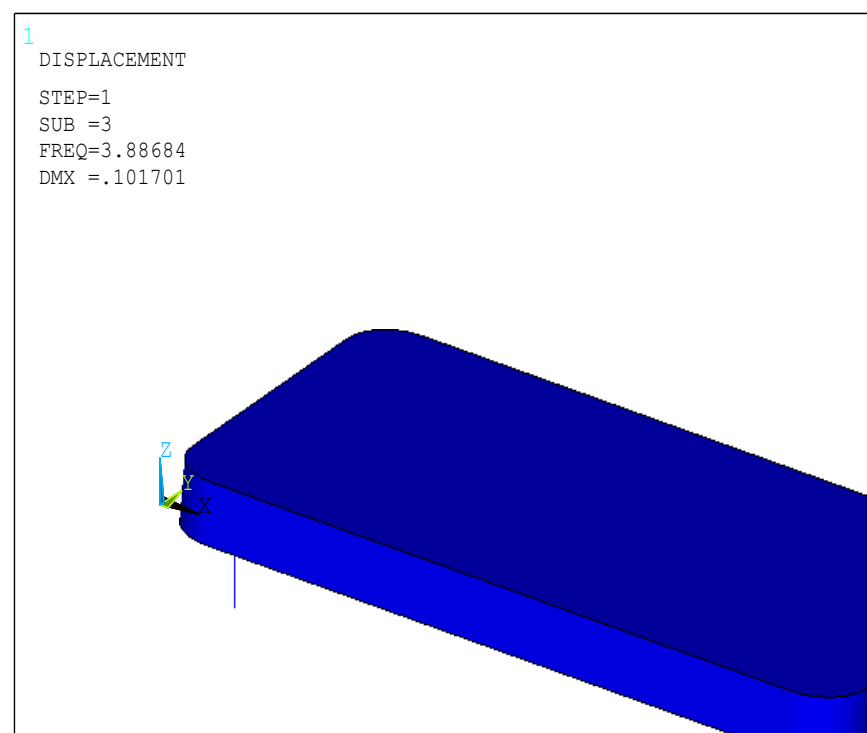 1
DISPLACEMENT
STEP=1
SUB =3
FREQ=3.88684
DMX =.101701
Z
Y
X